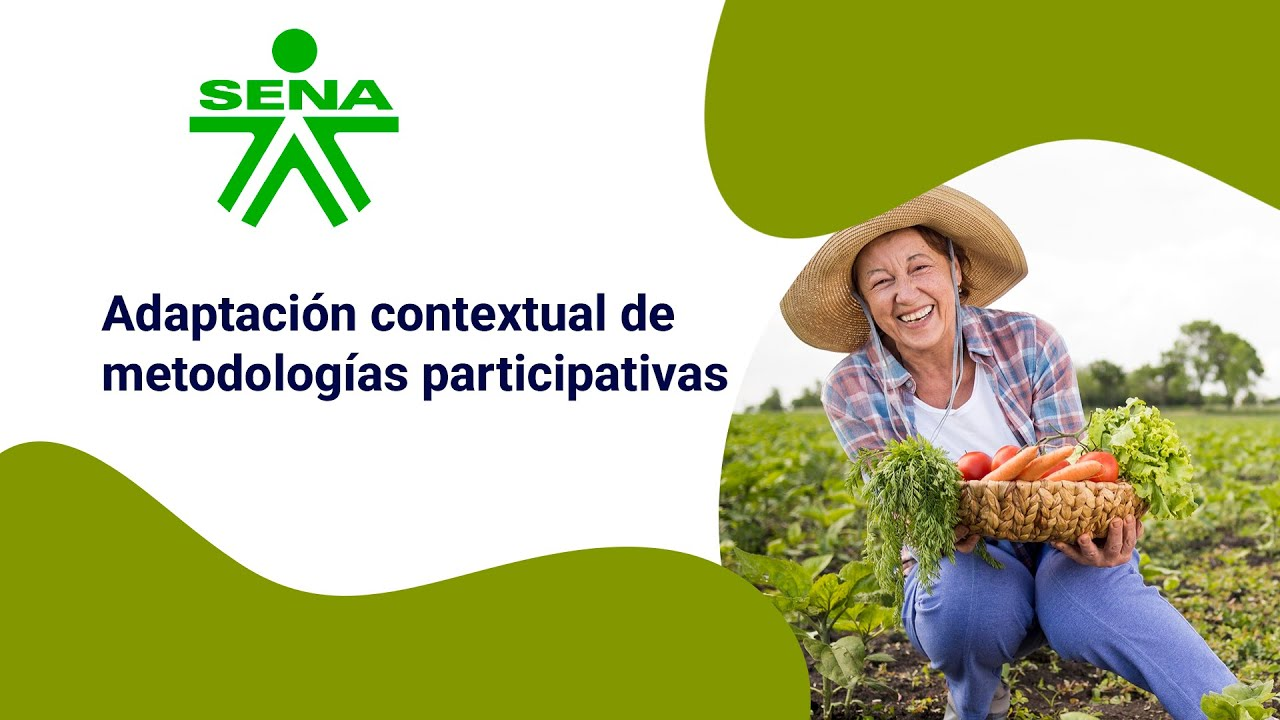 SENA
Adaptación contextual de
metodologías participativas